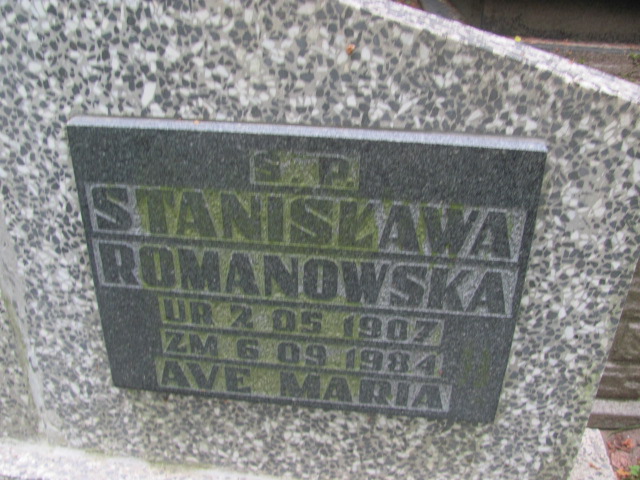 Ś. P.
STANISŁAWA
ROMANOWSKA
UR 2 05 1907
ZM 6 09 1984
AVE MARIA